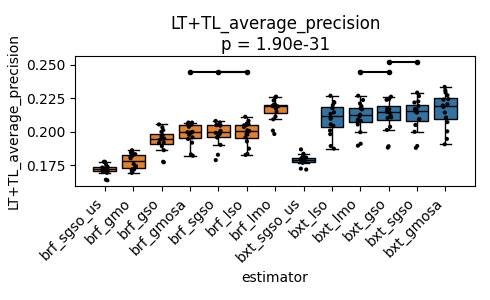 LT+TL_average_precision
p = 1.90e-31
LT+TL_average_precision
0.250
0.225
0.200
0.175
brf_sgso_us
brf_gmo
brf_gso
brf_gmosa
brf_sgso
brf_lso
brf_lmo
bxt_sgso_us
bxt_lso
bxt_lmo
bxt_gso
bxt_sgso
bxt_gmosa
estimator